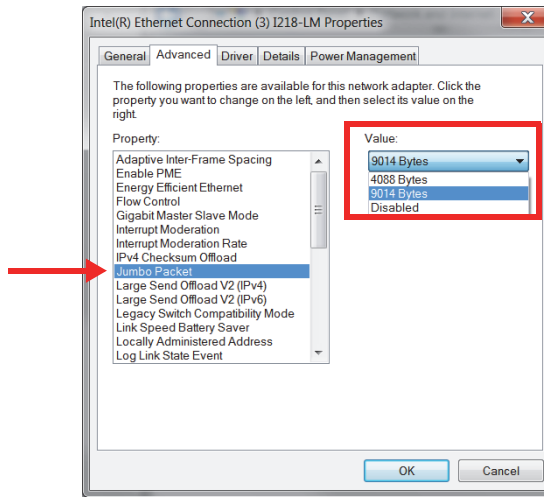 Intel(R) Ethernet Connection (3) I218-LM Properties
General Advanced Driver Details Power Management
The following properties are available for this network adapter. Click the
property you want to change on the left, and then select its value on the
right.
Property:
Value:
Adaptive Inter-Frame Spacing
Enable PME
Energy Efficient Ethernet
Flow Control
Gigabit Master Slave Mode
Interrupt Moderation
Interrupt Moderation Rate
IPv4 Checksum Offload
Jumbo Packet
Large Send Offload V2 (IPv4)
Large Send Offload V2 (IPv6)
Legacy Switch Compatibility Mode
Link Speed Battery Saver
Locally Administered Address
Log Link State Event
9014 Bytes
4088 Bytes
9014 Bytes
Disabled
OK Cancel